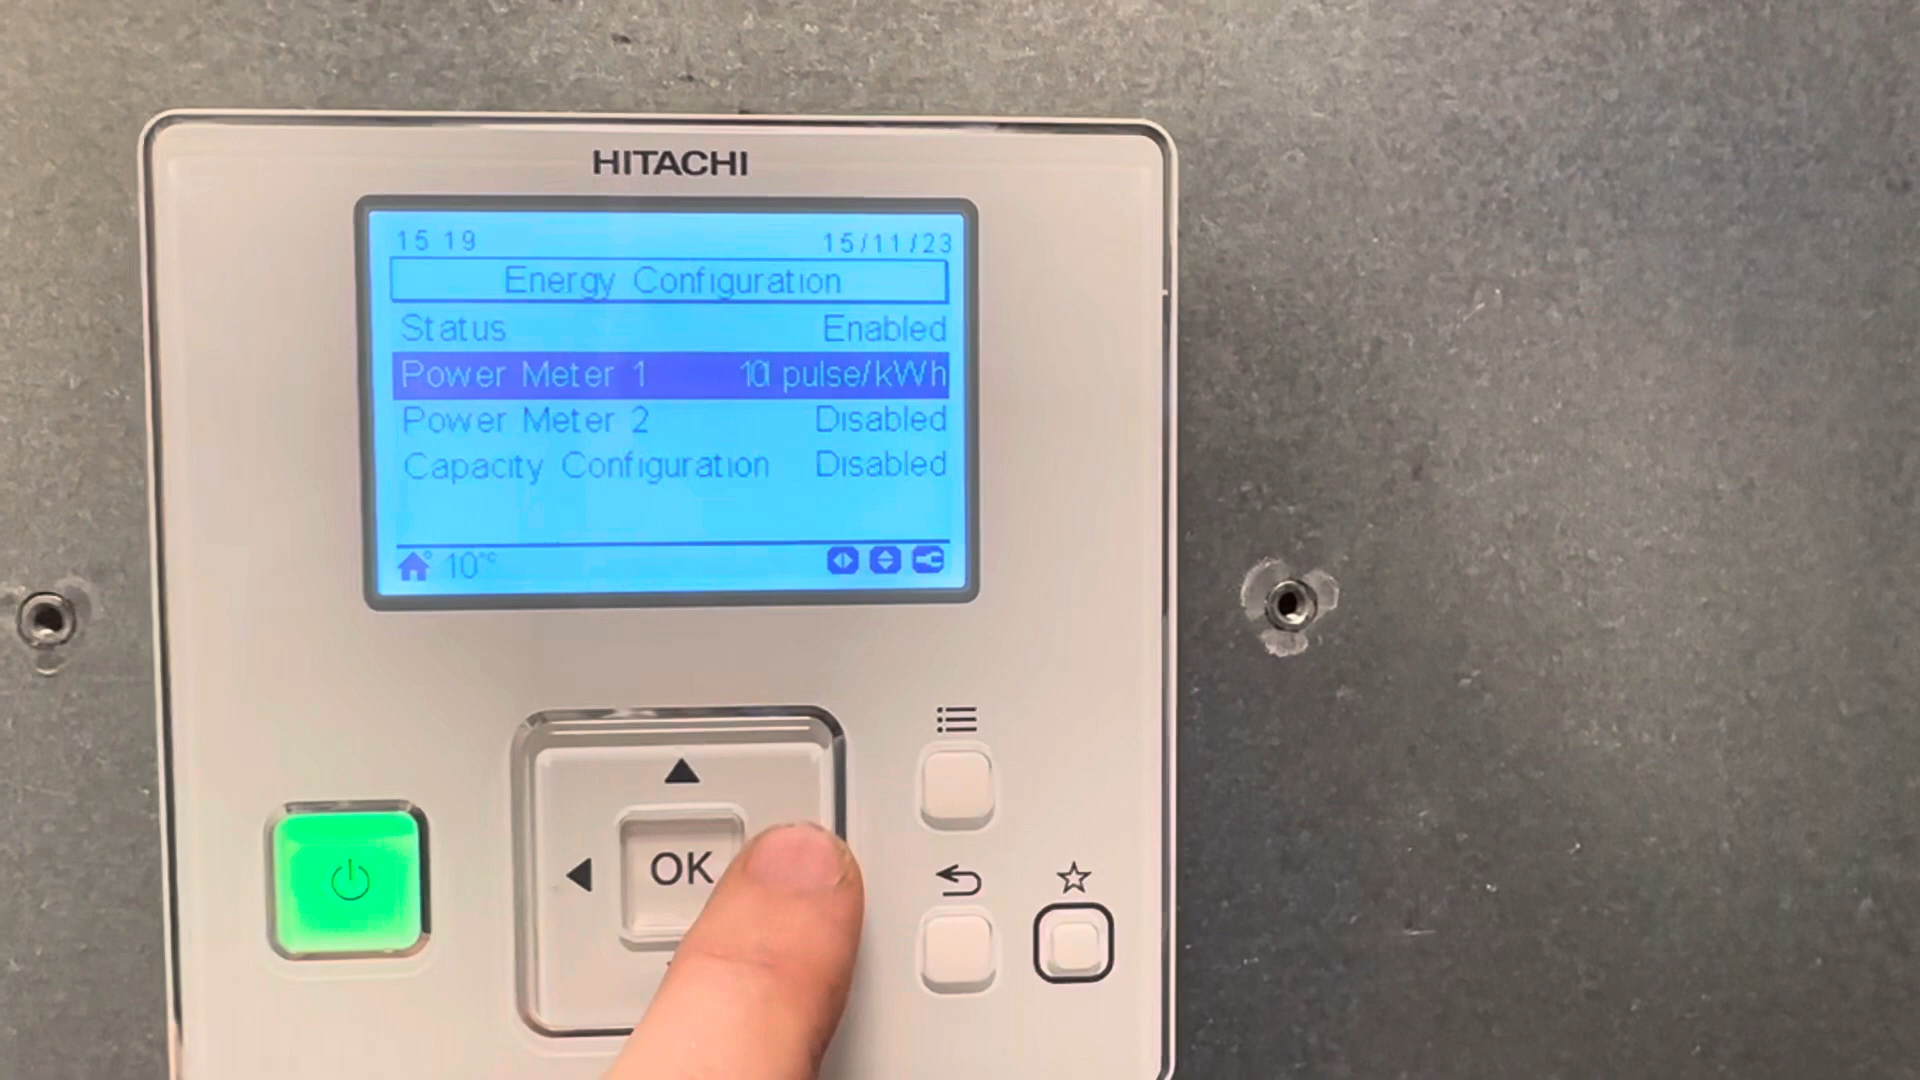 HITACHI
15 19 15/11/23
Energy Configuration
Status Enabled
Power Meter 1 pulse/kWh
Power Meter 2 Disabled
Capacity Configuration Disabled
10°C
OK